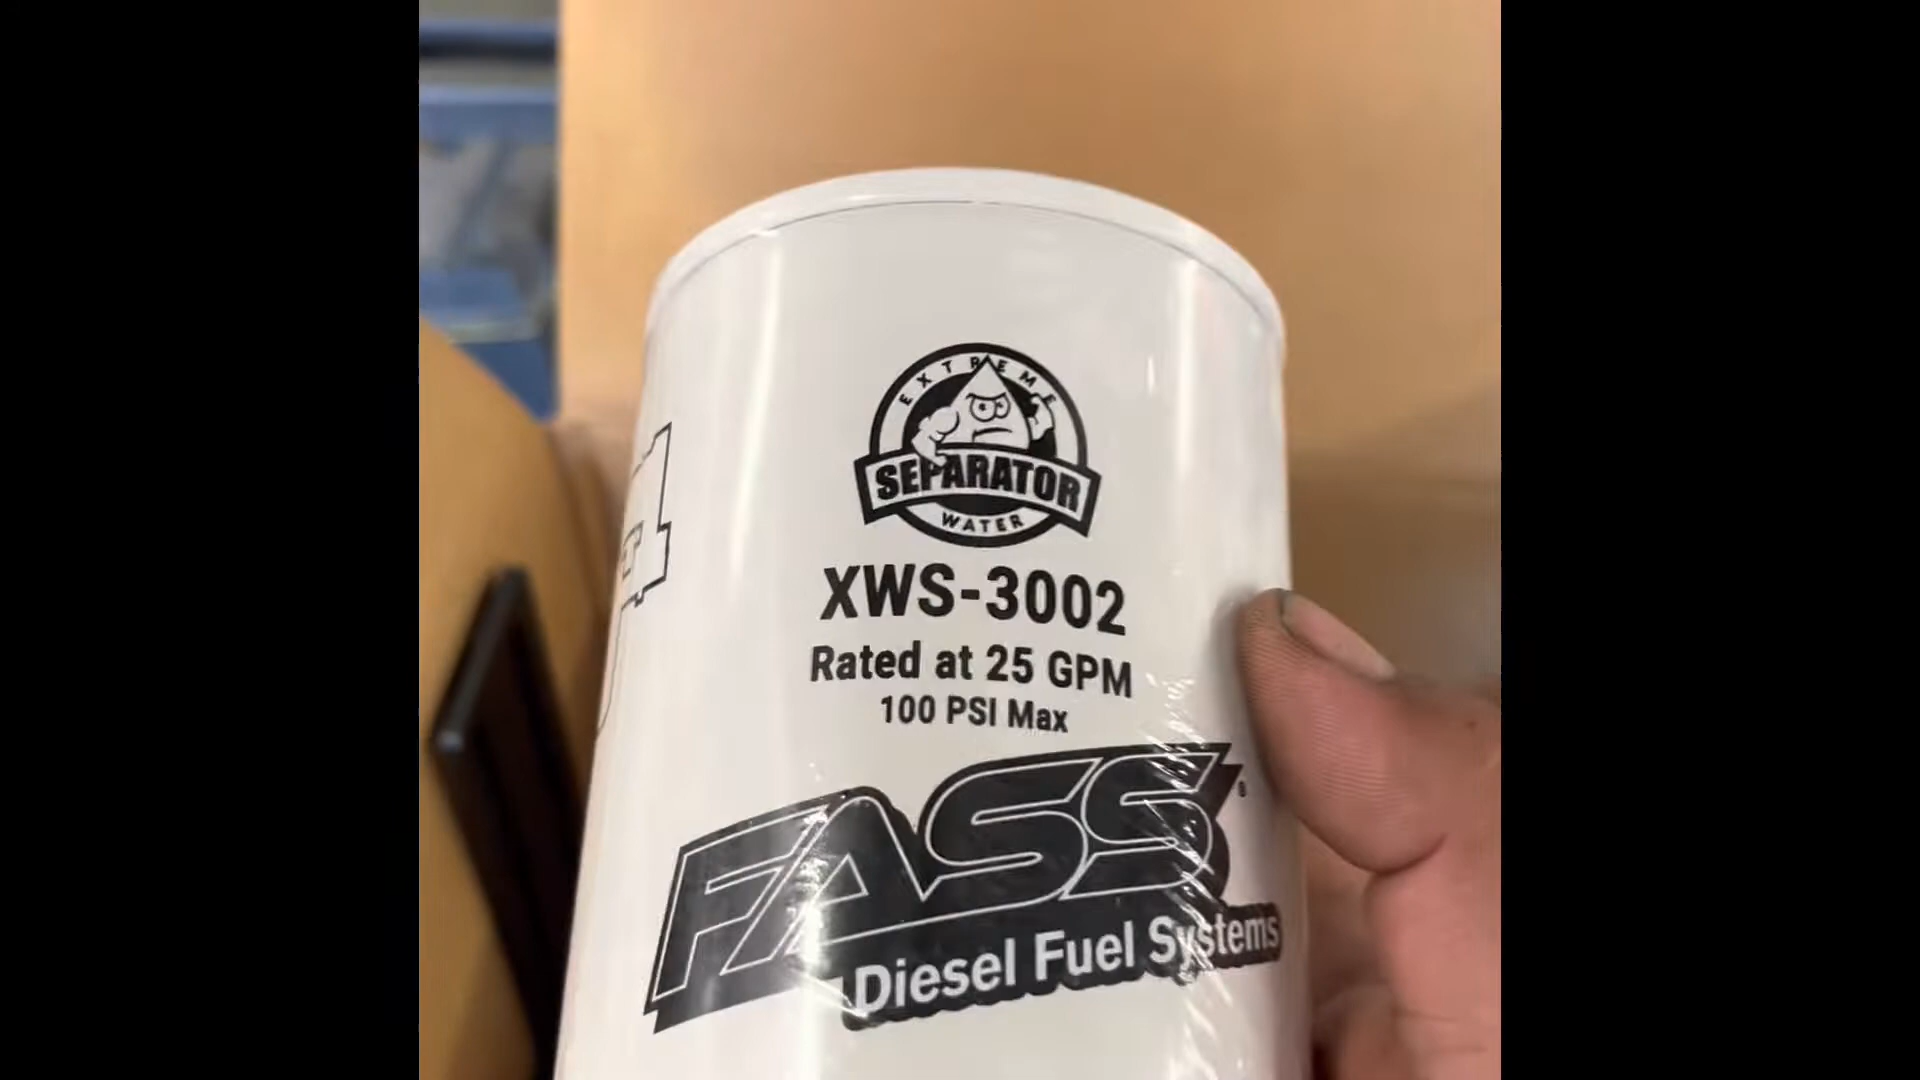 EXTREME
SEPARATOR
WATER
XWS-3002
Rated at 25 GPM
100 PSI Max
FASS®
Diesel Fuel Systems